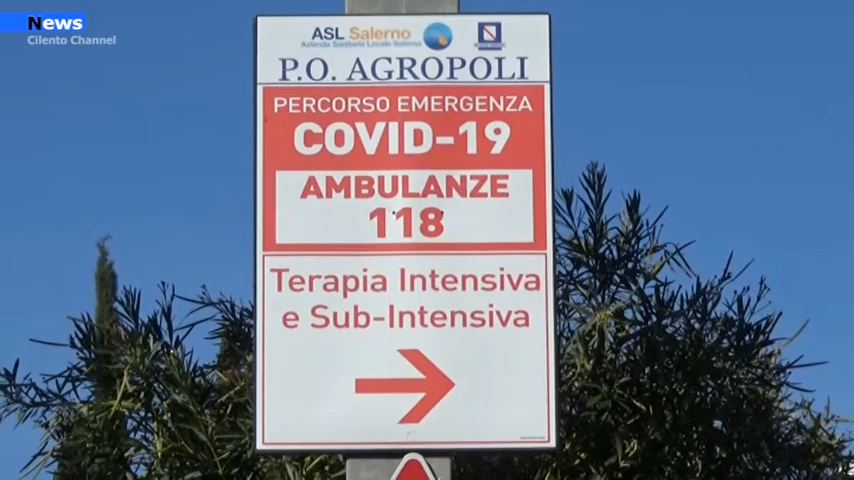 News
Cilento Channel
ASL Salerno
Azienda Sanitaria Locale Salerno
P.O. AGROPOLI
PERCORSO EMERGENZA
COVID-19
AMBULANZE
118
Terapia Intensiva
e Sub-Intensiva